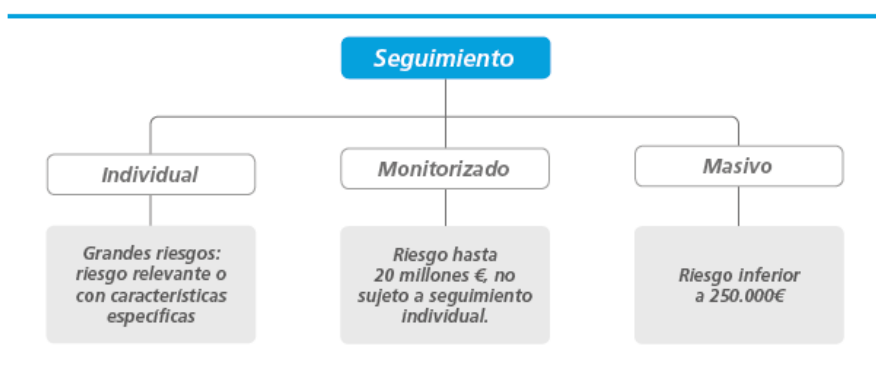 Seguimiento
Individual
Monitorizado
Masivo
Grandes riesgos:
riesgo relevante o
con características
específicas
Riesgo hasta
20 millones €, no
sujeto a seguimiento
individual.
Riesgo inferior
a 250.000€